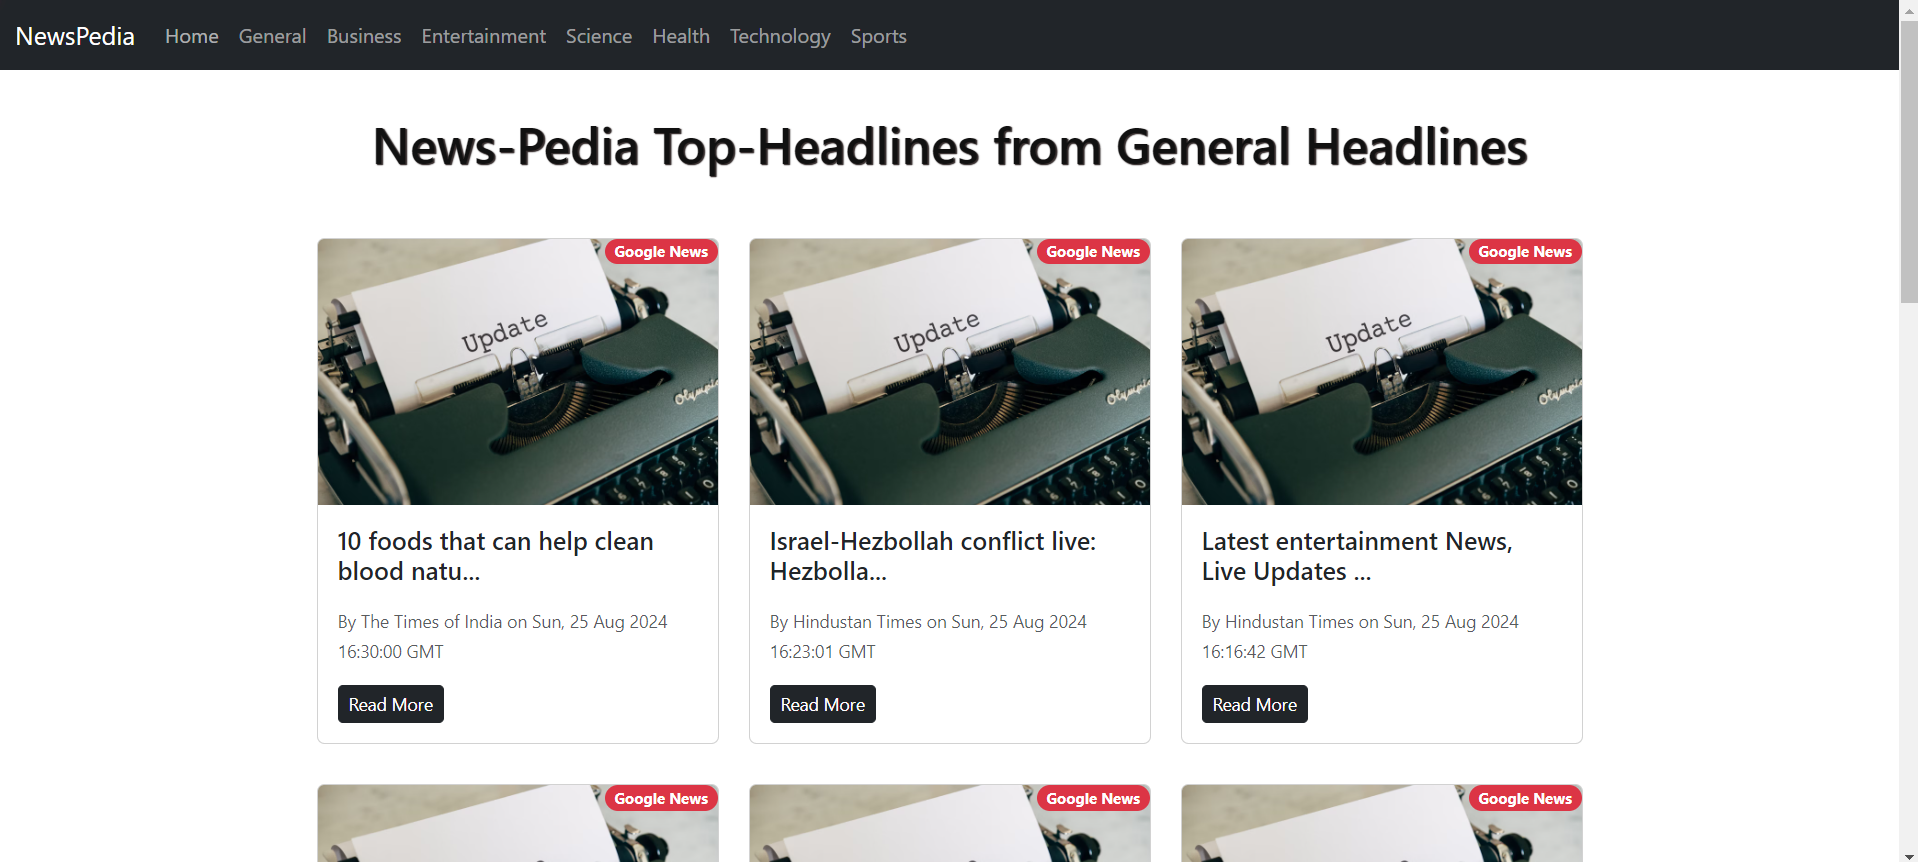 NewsPedia Home General Business Entertainment Science Health Technology Sports
News-Pedia Top-Headlines from General Headlines
Google News
Update
Olympia
10 foods that can help clean
blood natu...
By The Times of India on Sun, 25 Aug 2024
16:30:00 GMT
Read More
Google News
Update
Olympia
Israel-Hezbollah conflict live:
Hezbolla...
By Hindustan Times on Sun, 25 Aug 2024
16:23:01 GMT
Read More
Google News
Update
Olympia
Latest entertainment News,
Live Updates ...
By Hindustan Times on Sun, 25 Aug 2024
16:16:42 GMT
Read More
Google News
Google News
Google News